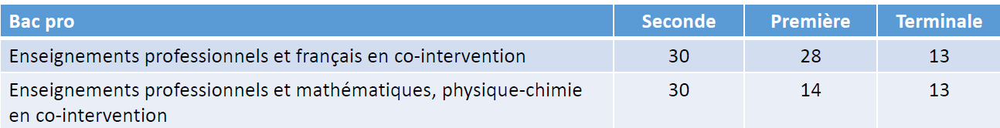 Bac pro Seconde Première Terminale
Enseignements professionnels et français en co-intervention 30 28 13
Enseignements professionnels et mathématiques, physique-chimie 30 14 13
en co-intervention